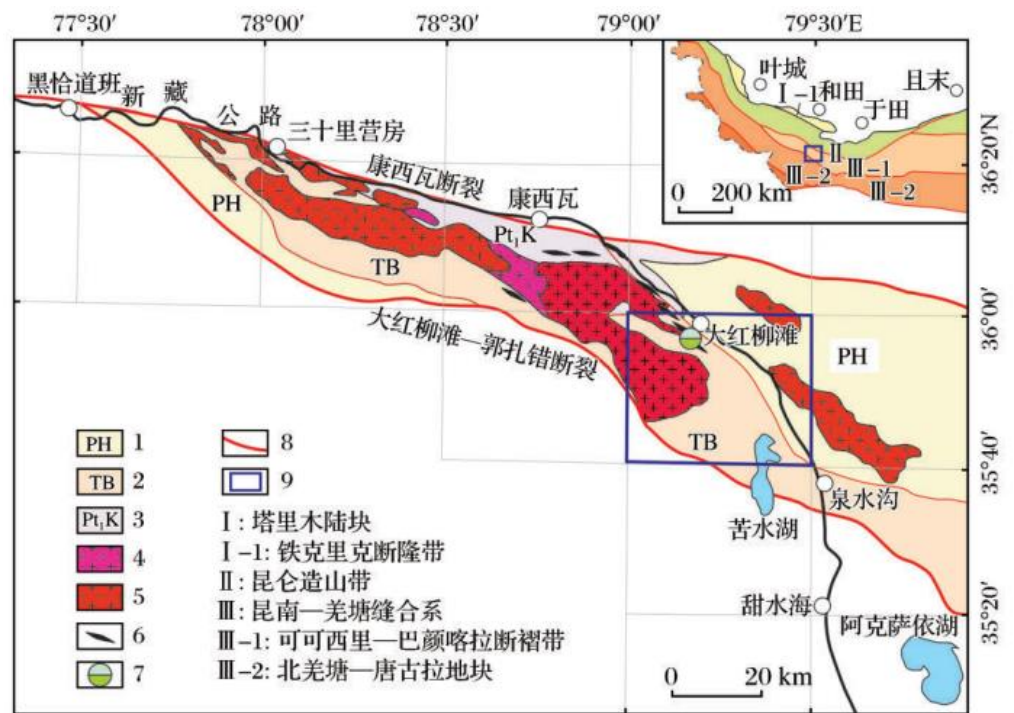 77°30′ 78°00′ 78°30′ 79°00′ 79°30′E
黑恰道班
新藏公路
三十里营房
康西瓦断裂
康西瓦
PH
TB
Pt₁K
大红柳滩—郭扎错断裂
大红柳滩
PH
TB
泉水沟
苦水湖
甜水海
阿克萨依湖
叶城
Ⅰ-1
和田
于田
且末
Ⅱ
Ⅲ-2
Ⅲ-1
Ⅲ-2
0 200 km
36°20′N
36°00′
35°40′
35°20′
PH 1
TB 2
Pt₁K 3
4
5
6
7
8
9
Ⅰ: 塔里木陆块
Ⅰ-1: 铁克里克断隆带
Ⅱ: 昆仑造山带
Ⅲ: 昆南—羌塘缝合系
Ⅲ-1: 可可西里—巴颜喀拉断褶带
Ⅲ-2: 北羌塘—唐古拉地块
0 20 km